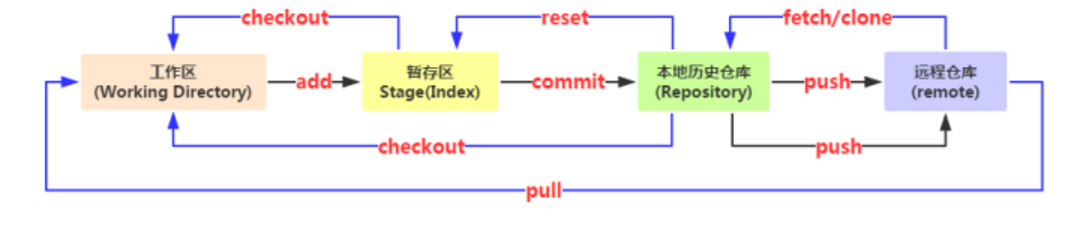 checkout
reset
fetch/clone
工作区
(Working Directory)
add
暂存区
Stage(Index)
commit
本地历史仓库
(Repository)
push
远程仓库
(remote)
checkout
push
pull